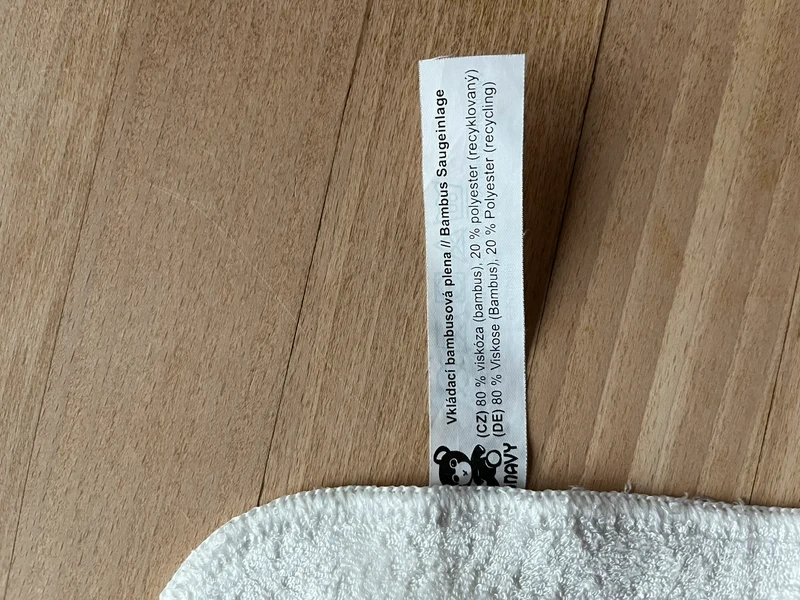 Vkládací bambusová plena // Bambus Saugeinlage
(CZ) 80 % viskóza (bambus), 20 % polyester (recyklovaný)
(DE) 80 % Viskose (Bambus), 20 % Polyester (recycling)